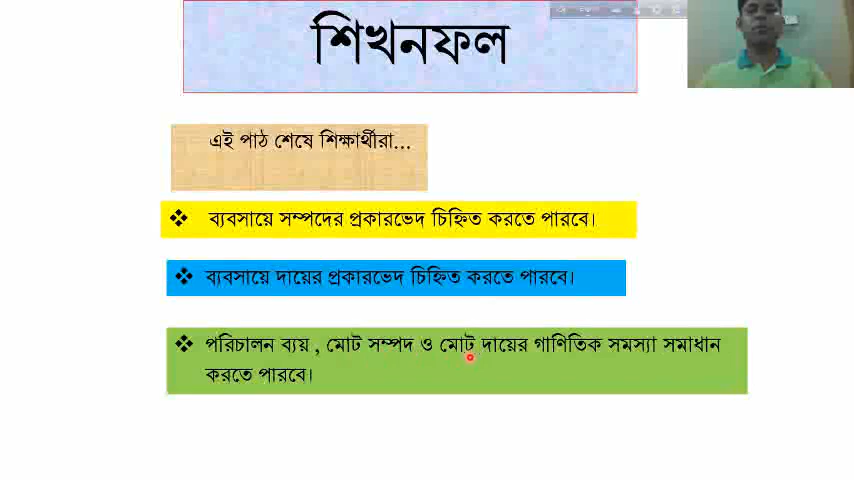 শিখনফল
এই পাঠ শেষে শিক্ষার্থীরা...
❖ ব্যবসায়ে সম্পদের প্রকারভেদ চিহ্নিত করতে পারবে।
❖ ব্যবসায়ে দায়ের প্রকারভেদ চিহ্নিত করতে পারবে।
❖ পরিচালন ব্যয় , মোট সম্পদ ও মোট দায়ের গাণিতিক সমস্যা সমাধান
করতে পারবে।